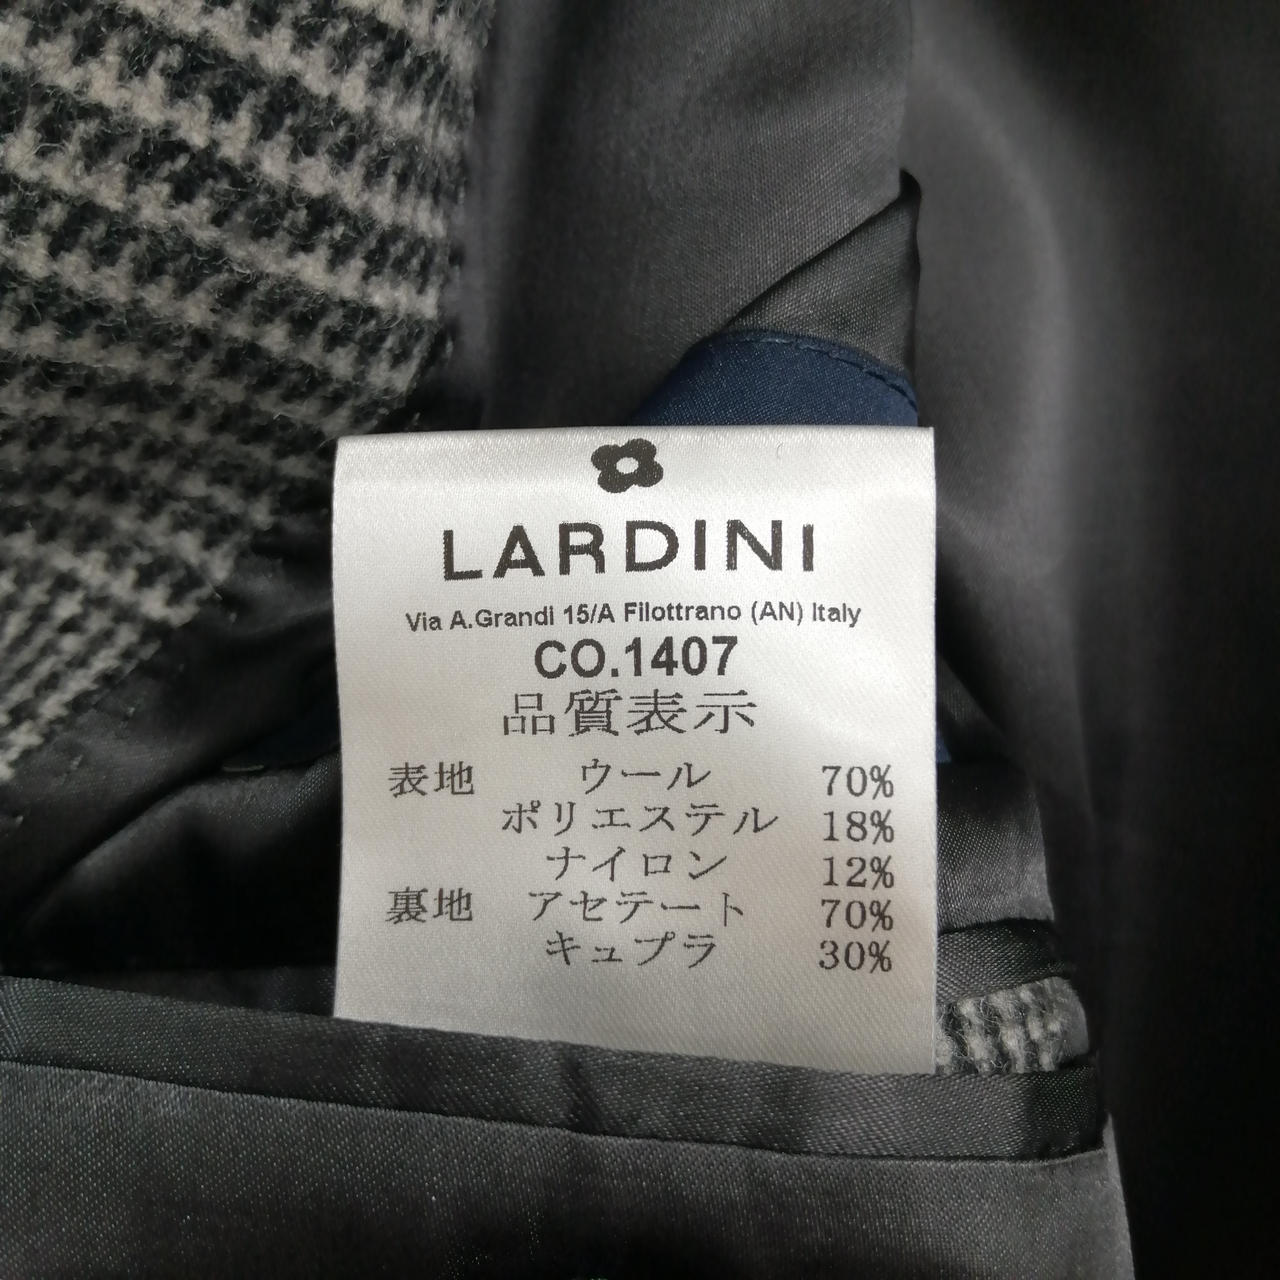 LARDINI
Via A.Grandi 15/A Filottrano (AN) Italy
CO.1407
品質表示
表地 ウール 70%
ポリエステル 18%
ナイロン 12%
裏地 アセテート 70%
キュプラ 30%